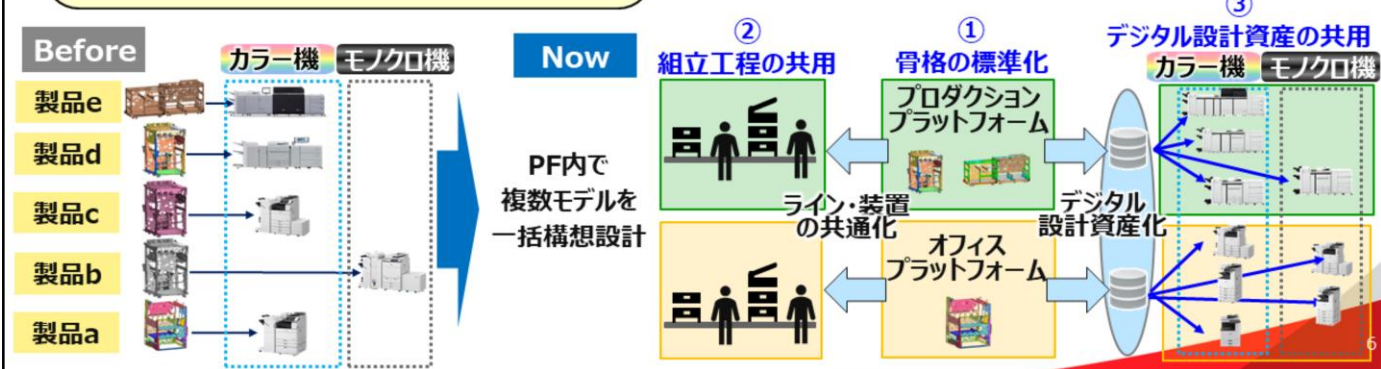 Before
カラー機
モノクロ機
製品e
製品d
製品c
製品b
製品a
Now
PF内で
複数モデルを
一括構想設計
②
組立工程の共用
①
骨格の標準化
③
デジタル設計資産の共用
カラー機
モノクロ機
プロダクション
プラットフォーム
ライン・装置
の共通化
デジタル
設計資産化
オフィス
プラットフォーム
6